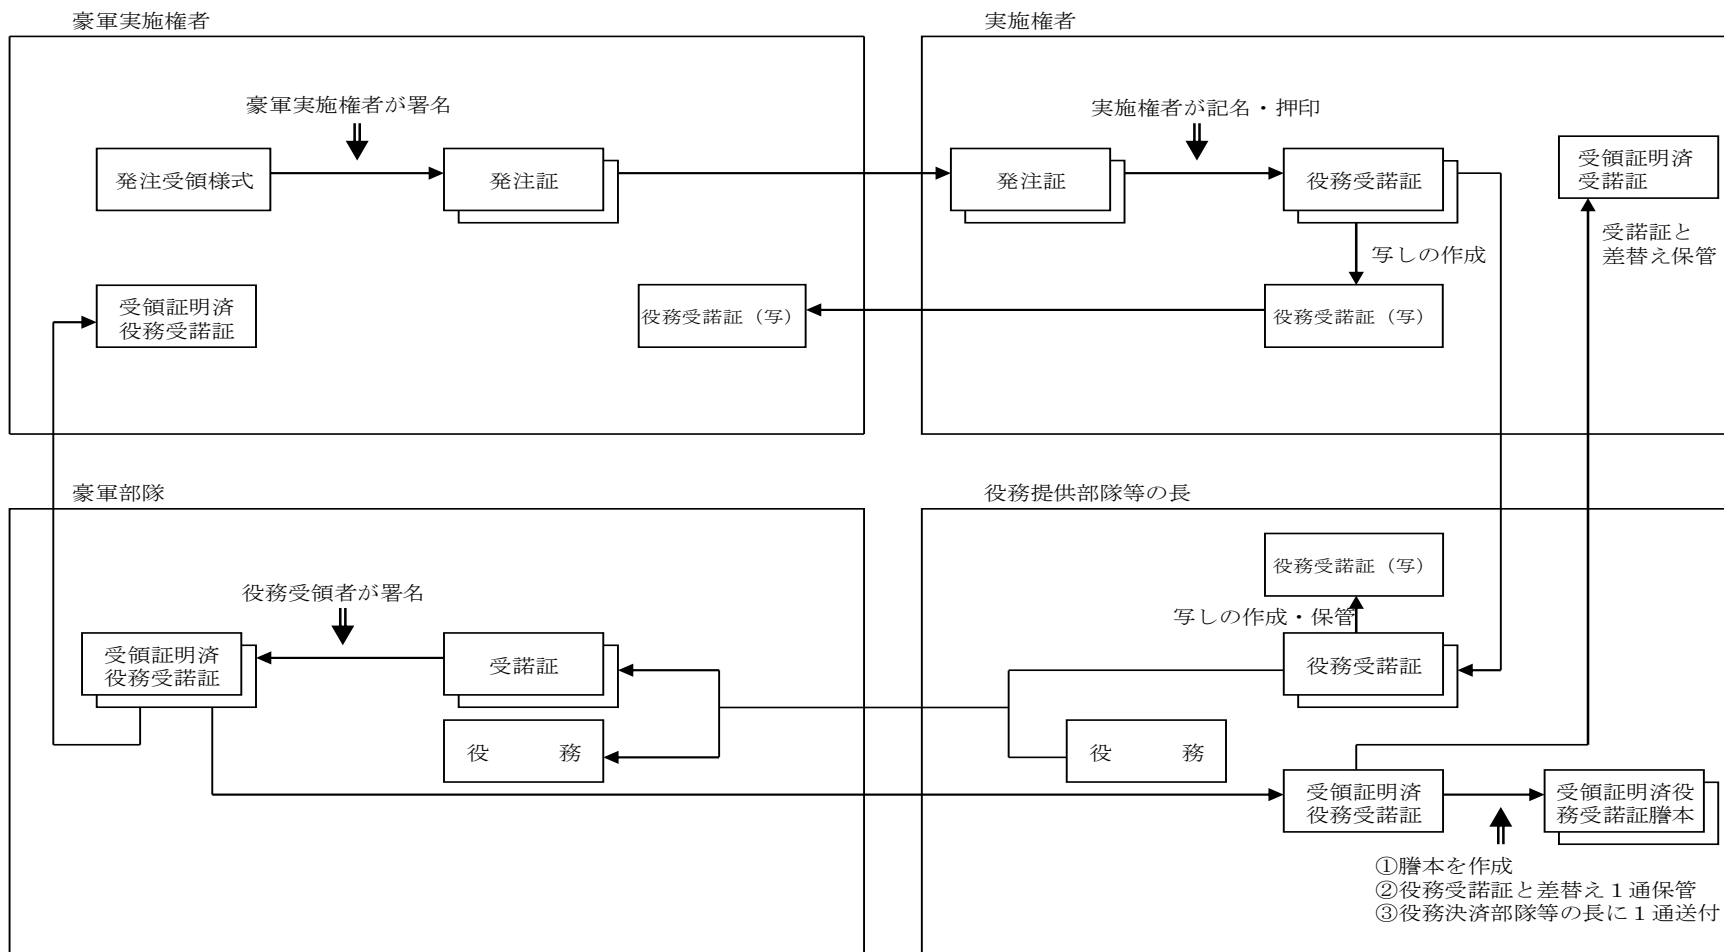 豪軍実施権者
実施権者
豪軍実施権者が署名
実施権者が記名・押印
発注受領様式
発注証
発注証
役務受諾証
受領証明済
受諾証
受諾証と
差替え保管
写しの作成
受領証明済
役務受諾証
役務受諾証（写）
役務受諾証（写）
豪軍部隊
役務提供部隊等の長
役務受諾証（写）
役務受領者が署名
写しの作成・保管
受領証明済
役務受諾証
受諾証
役務受諾証
役　　　務
役　　　務
受領証明済
役務受諾証
受領証明済役
務受諾証謄本
①謄本を作成
②役務受諾証と差替え１通保管
③役務決済部隊等の長に１通送付